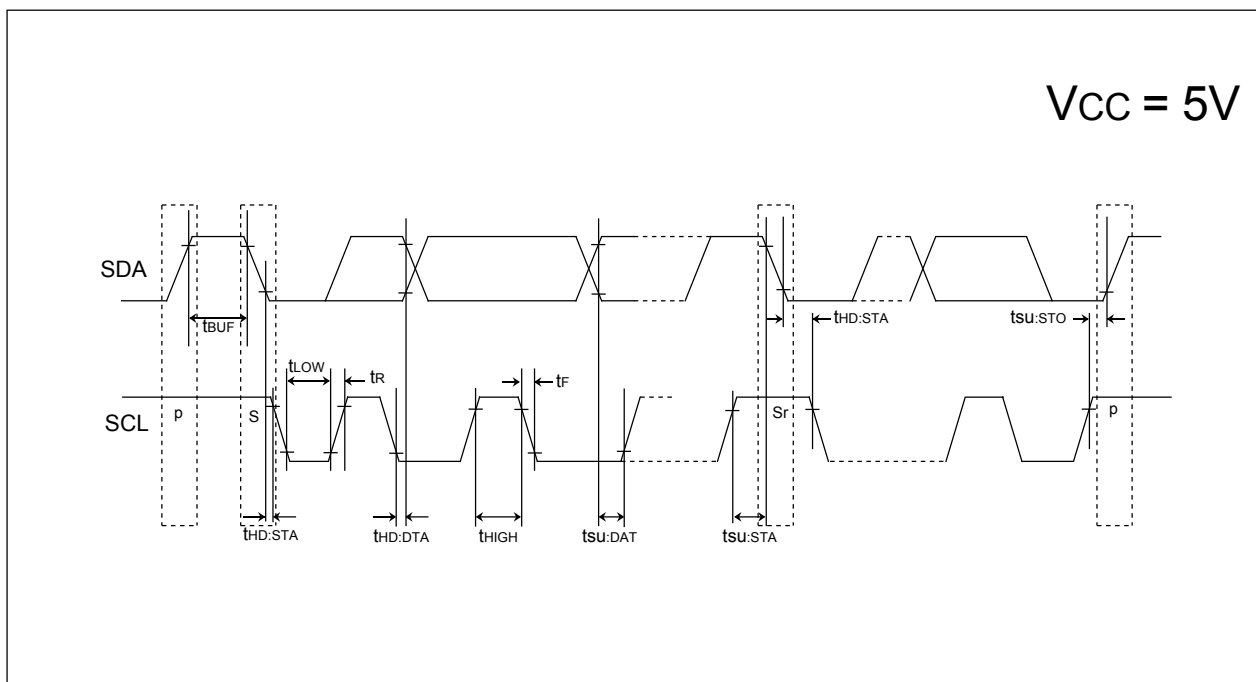 VCC = 5V
SDA
tBUF
tHD:STA
tsu:STO
tLOW
tR
tF
SCL
p
S
Sr
p
tHD:STA
tHD:DTA
tHIGH
tsu:DAT
tsu:STA